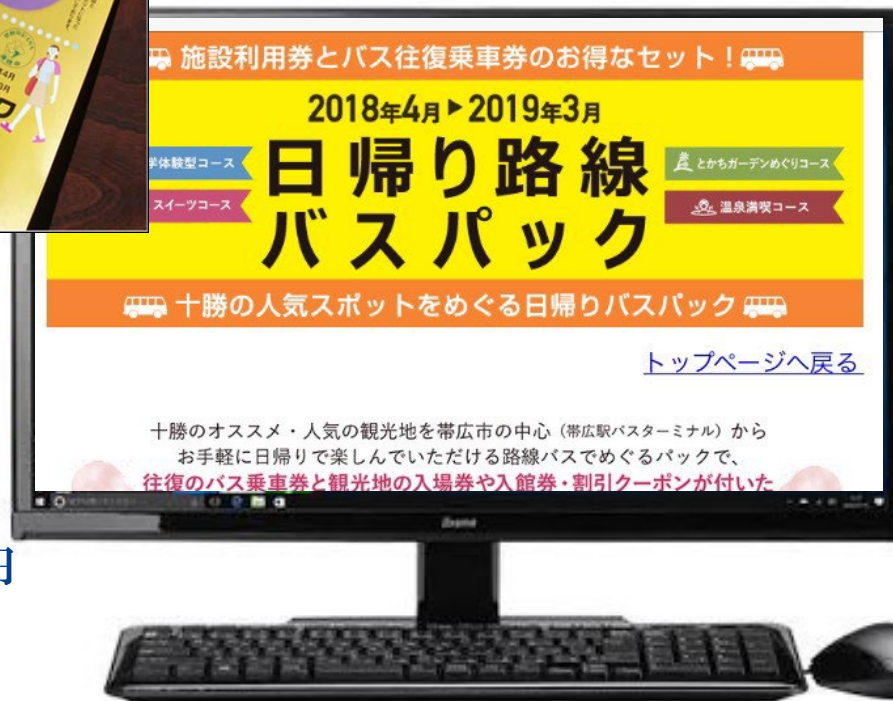 施設利用券とバス往復乗車券のお得なセット！
2018年4月▶2019年3月
日帰り路線
バスパック
学体験型コース
スイーツコース
とかちガーデンめぐりコース
温泉満喫コース
十勝の人気スポットをめぐる日帰りバスパック
トップページへ戻る
十勝のオススメ・人気の観光地を帯広市の中心（帯広駅バスターミナル）から
お手軽に日帰りで楽しんでいただける路線バスでめぐるパックで、
往復のバス乗車券と観光地の入場券や入館券・割引クーポンが付いた
円
iiyama